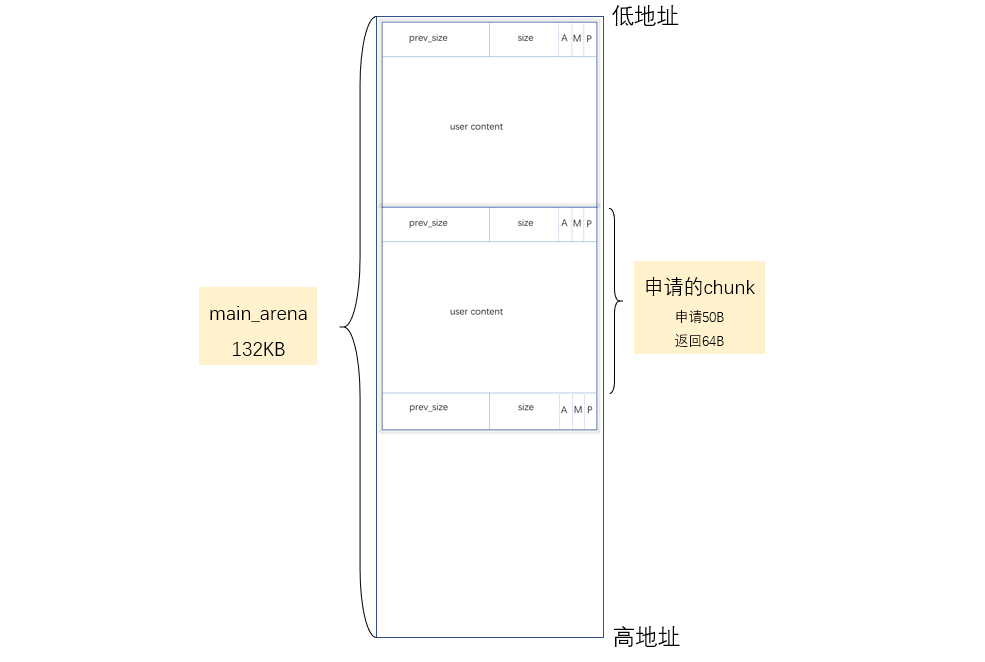 低地址
prev_size size A M P
user content
prev_size size A M P
user content
申请的chunk
申请50B
返回64B
main_arena
132KB
prev_size size A M P
高地址